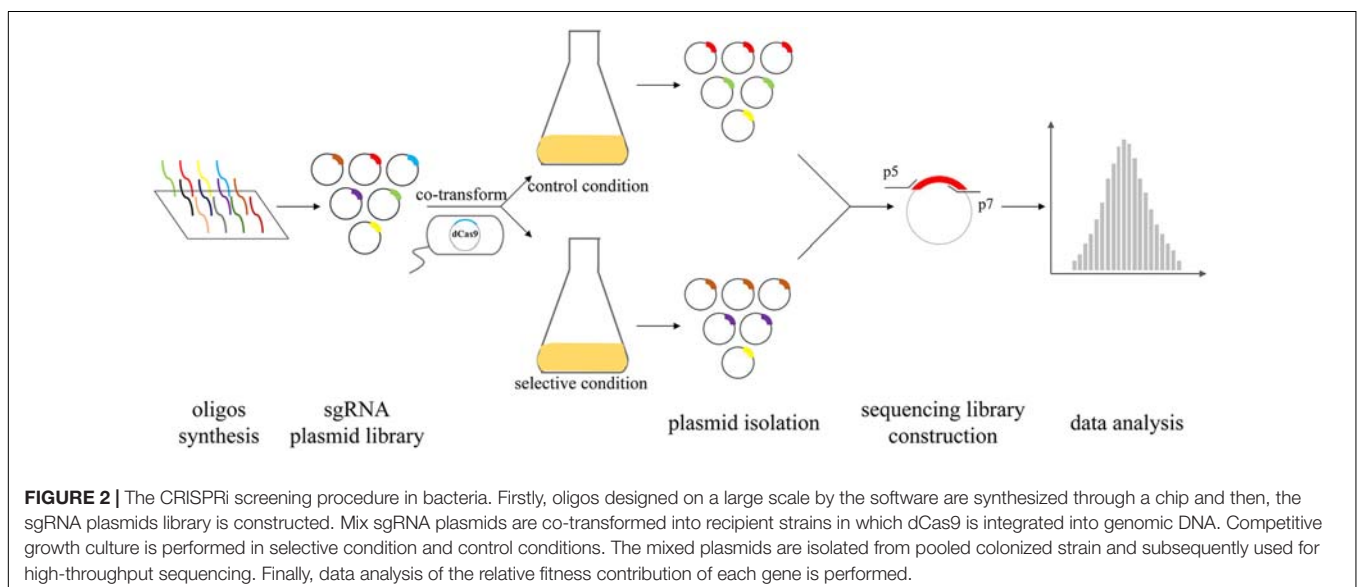 co-transform
dCas9
control condition
selective condition
p5
p7
oligos
synthesis
sgRNA
plasmid library
plasmid isolation
sequencing library
construction
data analysis
FIGURE 2 | The CRISPRi screening procedure in bacteria. Firstly, oligos designed on a large scale by the software are synthesized through a chip and then, the
sgRNA plasmids library is constructed. Mix sgRNA plasmids are co-transformed into recipient strains in which dCas9 is integrated into genomic DNA. Competitive
growth culture is performed in selective condition and control conditions. The mixed plasmids are isolated from pooled colonized strain and subsequently used for
high-throughput sequencing. Finally, data analysis of the relative fitness contribution of each gene is performed.